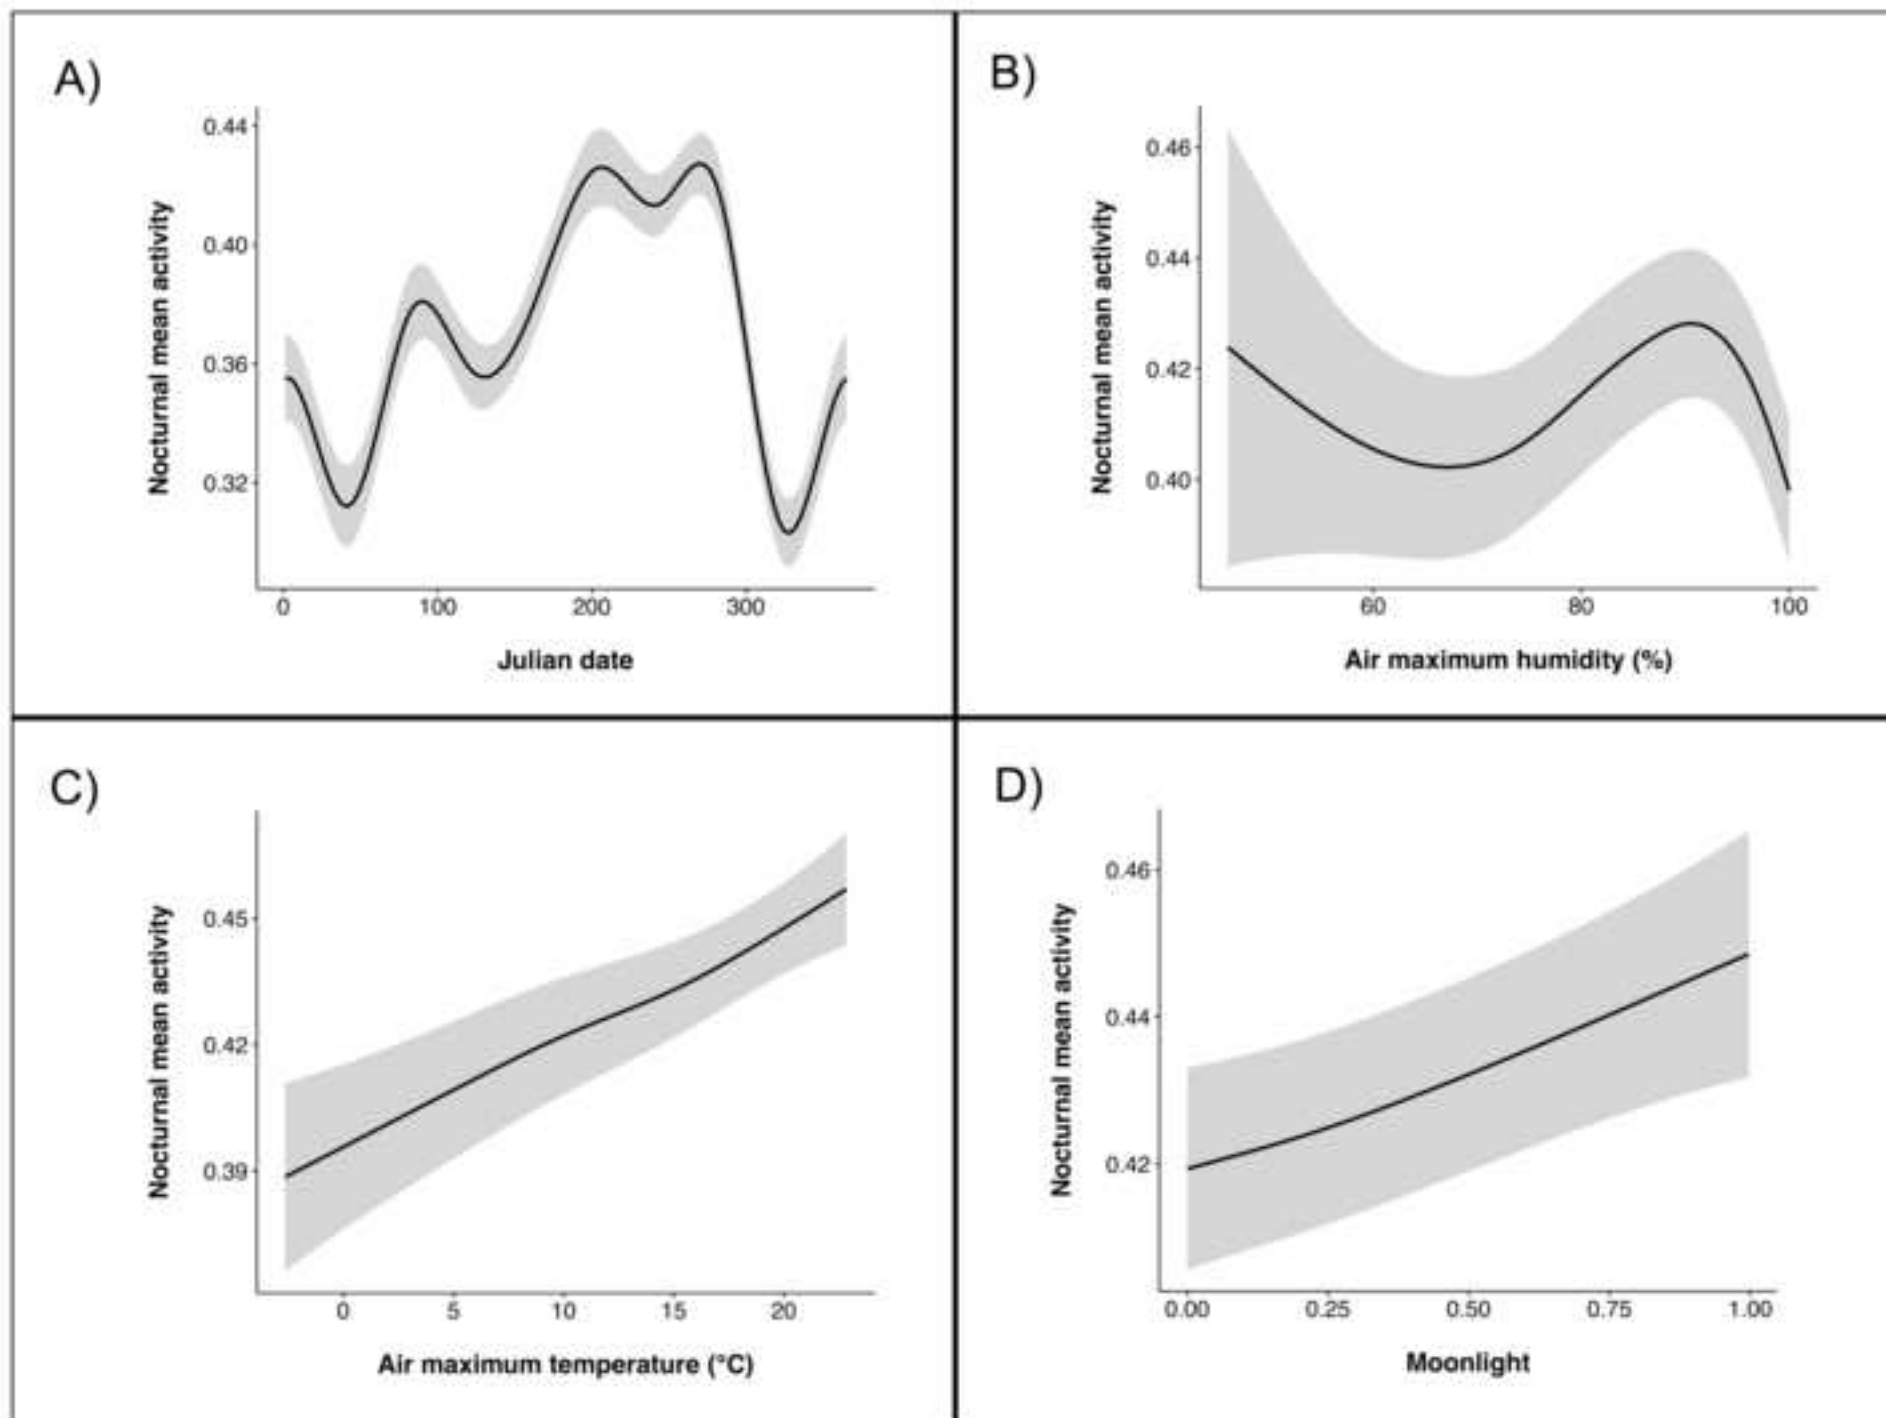 A)
Nocturnal mean activity
0.44
0.40
0.36
0.32
0 100 200 300
Julian date
B)
Nocturnal mean activity
0.46
0.44
0.42
0.40
60 80 100
Air maximum humidity (%)
C)
Nocturnal mean activity
0.45
0.42
0.39
0 5 10 15 20
Air maximum temperature (°C)
D)
Nocturnal mean activity
0.46
0.44
0.42
0.00 0.25 0.50 0.75 1.00
Moonlight